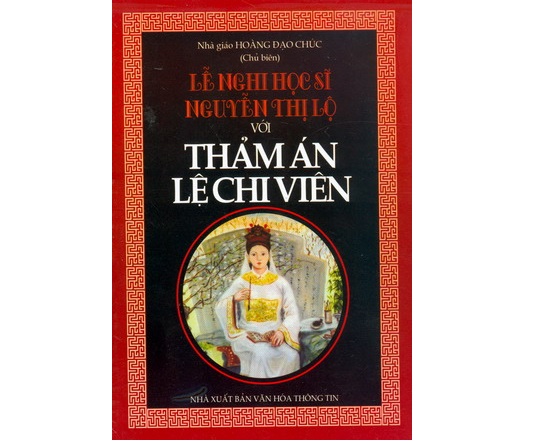 Nhà giáo HOÀNG ĐẠO CHÚC
(Chủ biên)
LỄ NGHI HỌC SĨ
NGUYỄN THỊ LỘ
VỚI
THẢM ÁN
LỆ CHI VIÊN
NHÀ XUẤT BẢN VĂN HÓA THÔNG TIN